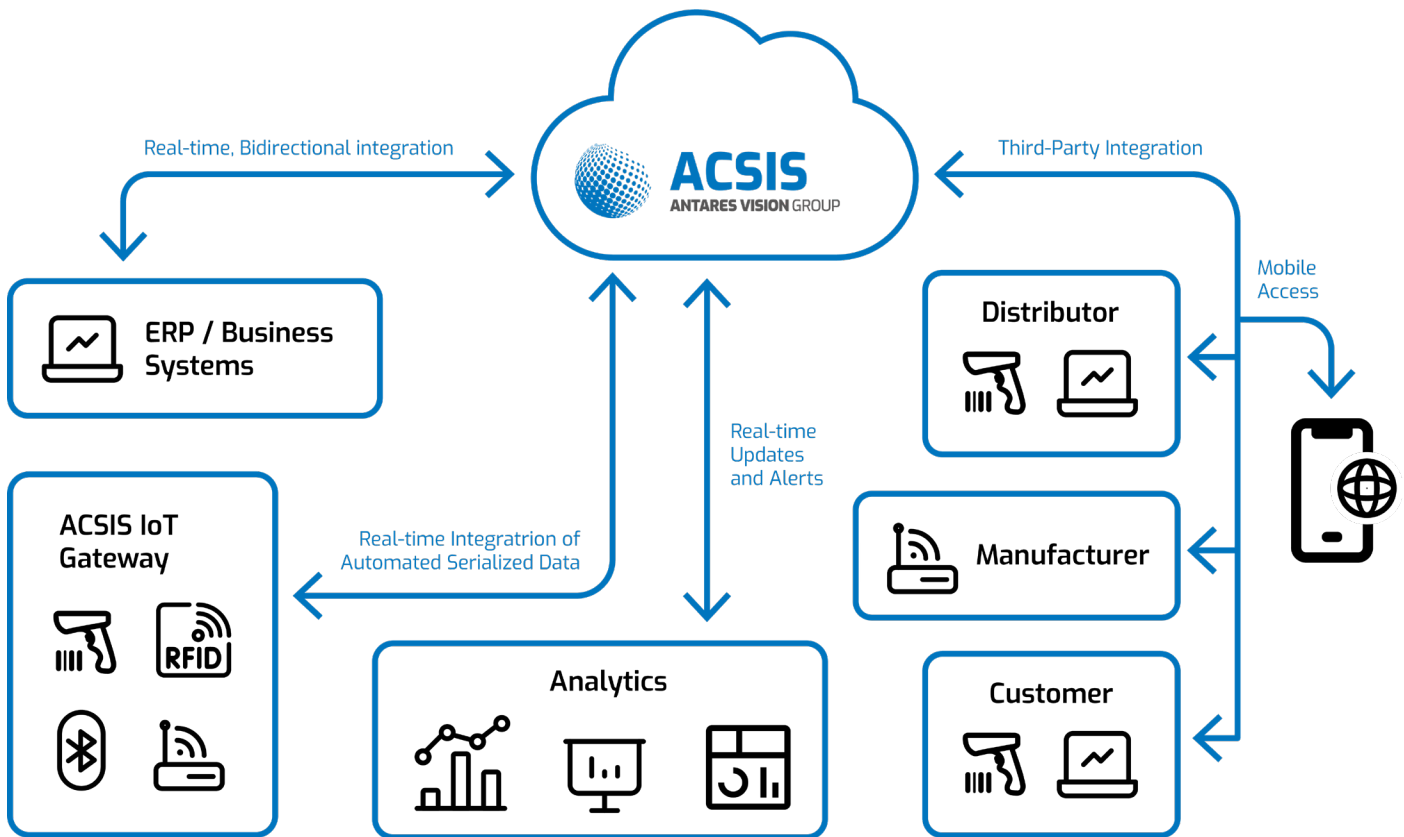 Real-time, Bidirectional integration
ACSIS
ANTARES VISION GROUP
Third-Party Integration
Mobile
Access
ERP / Business
Systems
Distributor
Real-time
Updates
and Alerts
ACSIS IoT
Gateway
RFID
Real-time Integratrion of
Automated Serialized Data
Manufacturer
Analytics
Customer